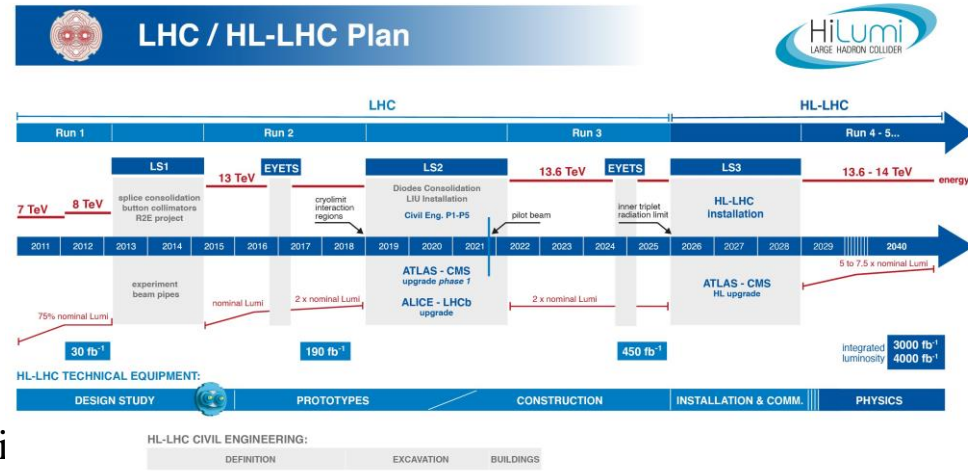 LHC / HL-LHC Plan
HiLumi
LARGE HADRON COLLIDER
LHC
HL-LHC
Run 1
Run 2
Run 3
Run 4 - 5...
LS1
EYETS
LS2
EYETS
LS3
7 TeV
8 TeV
13 TeV
13.6 TeV
13.6 - 14 TeV
energy
splice consolidation
button collimators
R2E project
cryolimit
interaction
regions
Diodes Consolidation
LIU Installation
Civil Eng. P1-P5
pilot beam
inner triplet
radiation limit
HL-LHC
installation
2011 2012 2013 2014 2015 2016 2017 2018 2019 2020 2021 2022 2023 2024 2025 2026 2027 2028 2029 2040
experiment
beam pipes
ATLAS - CMS
upgrade phase 1
ALICE - LHCb
upgrade
ATLAS - CMS
HL upgrade
5 to 7.5 x nominal Lumi
75% nominal Lumi
nominal Lumi
2 x nominal Lumi
2 x nominal Lumi
30 fb⁻¹
190 fb⁻¹
450 fb⁻¹
integrated
luminosity
3000 fb⁻¹
4000 fb⁻¹
HL-LHC TECHNICAL EQUIPMENT:
DESIGN STUDY
PROTOTYPES
CONSTRUCTION
INSTALLATION & COMM.
PHYSICS
HL-LHC CIVIL ENGINEERING:
DEFINITION
EXCAVATION
BUILDINGS